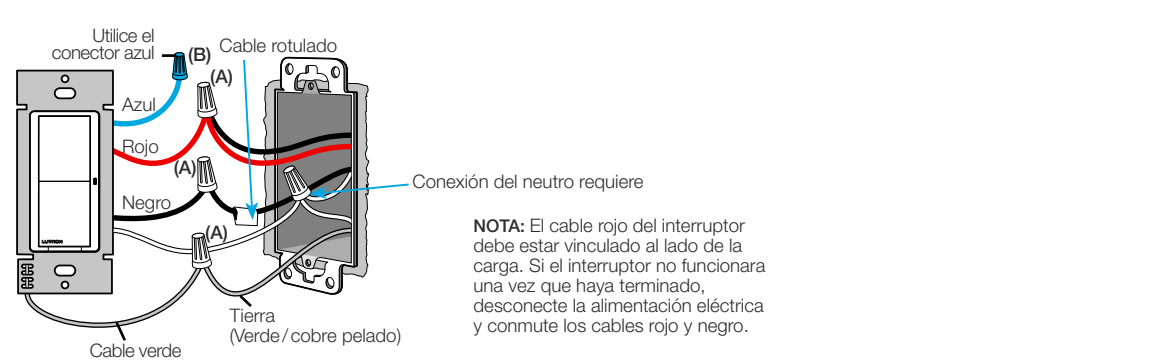 Utilice el
conector azul
(B)
Cable rotulado
(A)
Azul
Rojo
(A)
Negro
Conexión del neutro requiere
(A)
LUTRON
Tierra
(Verde/cobre pelado)
Cable verde
NOTA: El cable rojo del interruptor
debe estar vinculado al lado de la
carga. Si el interruptor no funcionara
una vez que haya terminado,
desconecte la alimentación eléctrica
y conmute los cables rojo y negro.